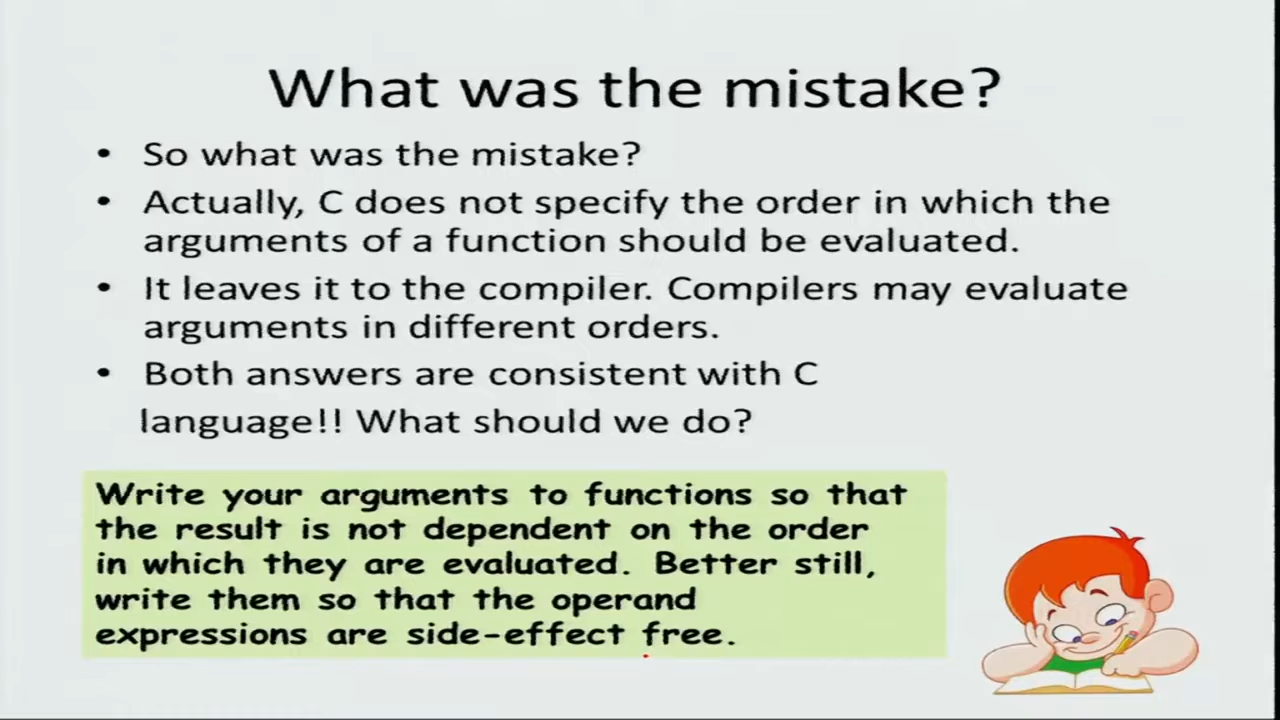 What was the mistake?
• So what was the mistake?
• Actually, C does not specify the order in which the
arguments of a function should be evaluated.
• It leaves it to the compiler. Compilers may evaluate
arguments in different orders.
• Both answers are consistent with C
language!! What should we do?
Write your arguments to functions so that
the result is not dependent on the order
in which they are evaluated. Better still,
write them so that the operand
expressions are side-effect free.